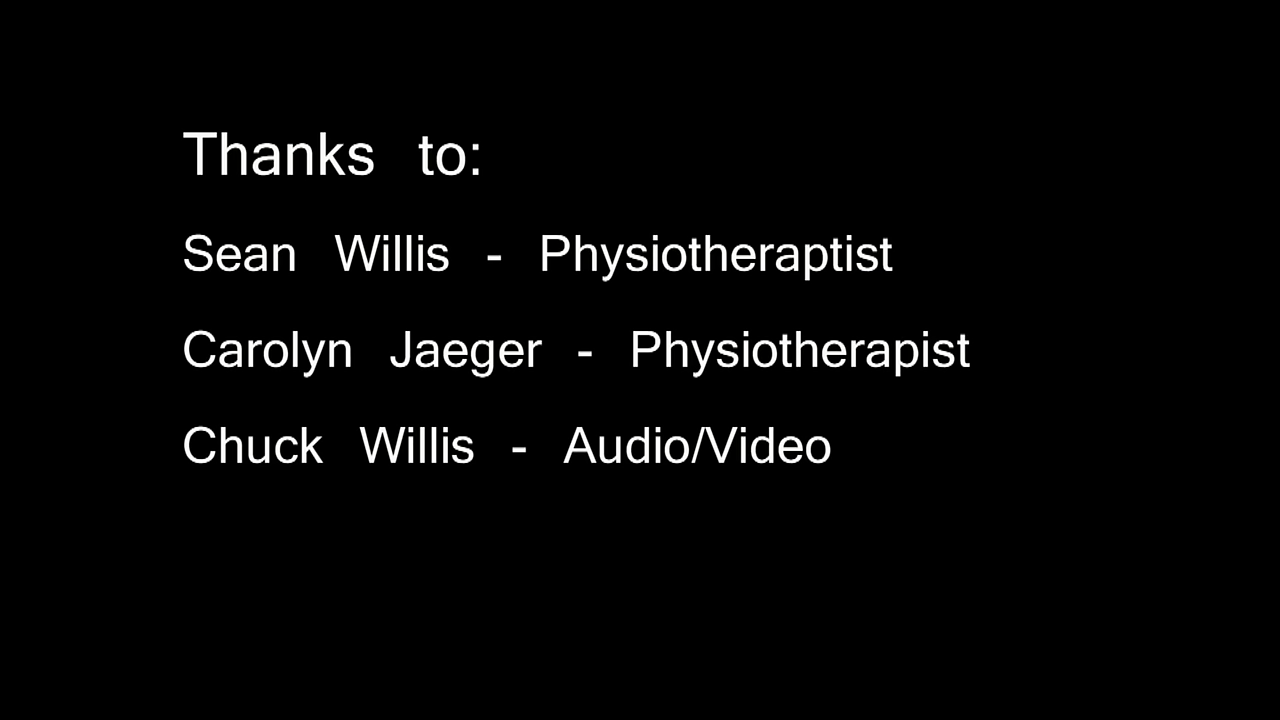 Thanks to:
Sean Willis - Physiotheraptist
Carolyn Jaeger - Physiotherapist
Chuck Willis - Audio/Video